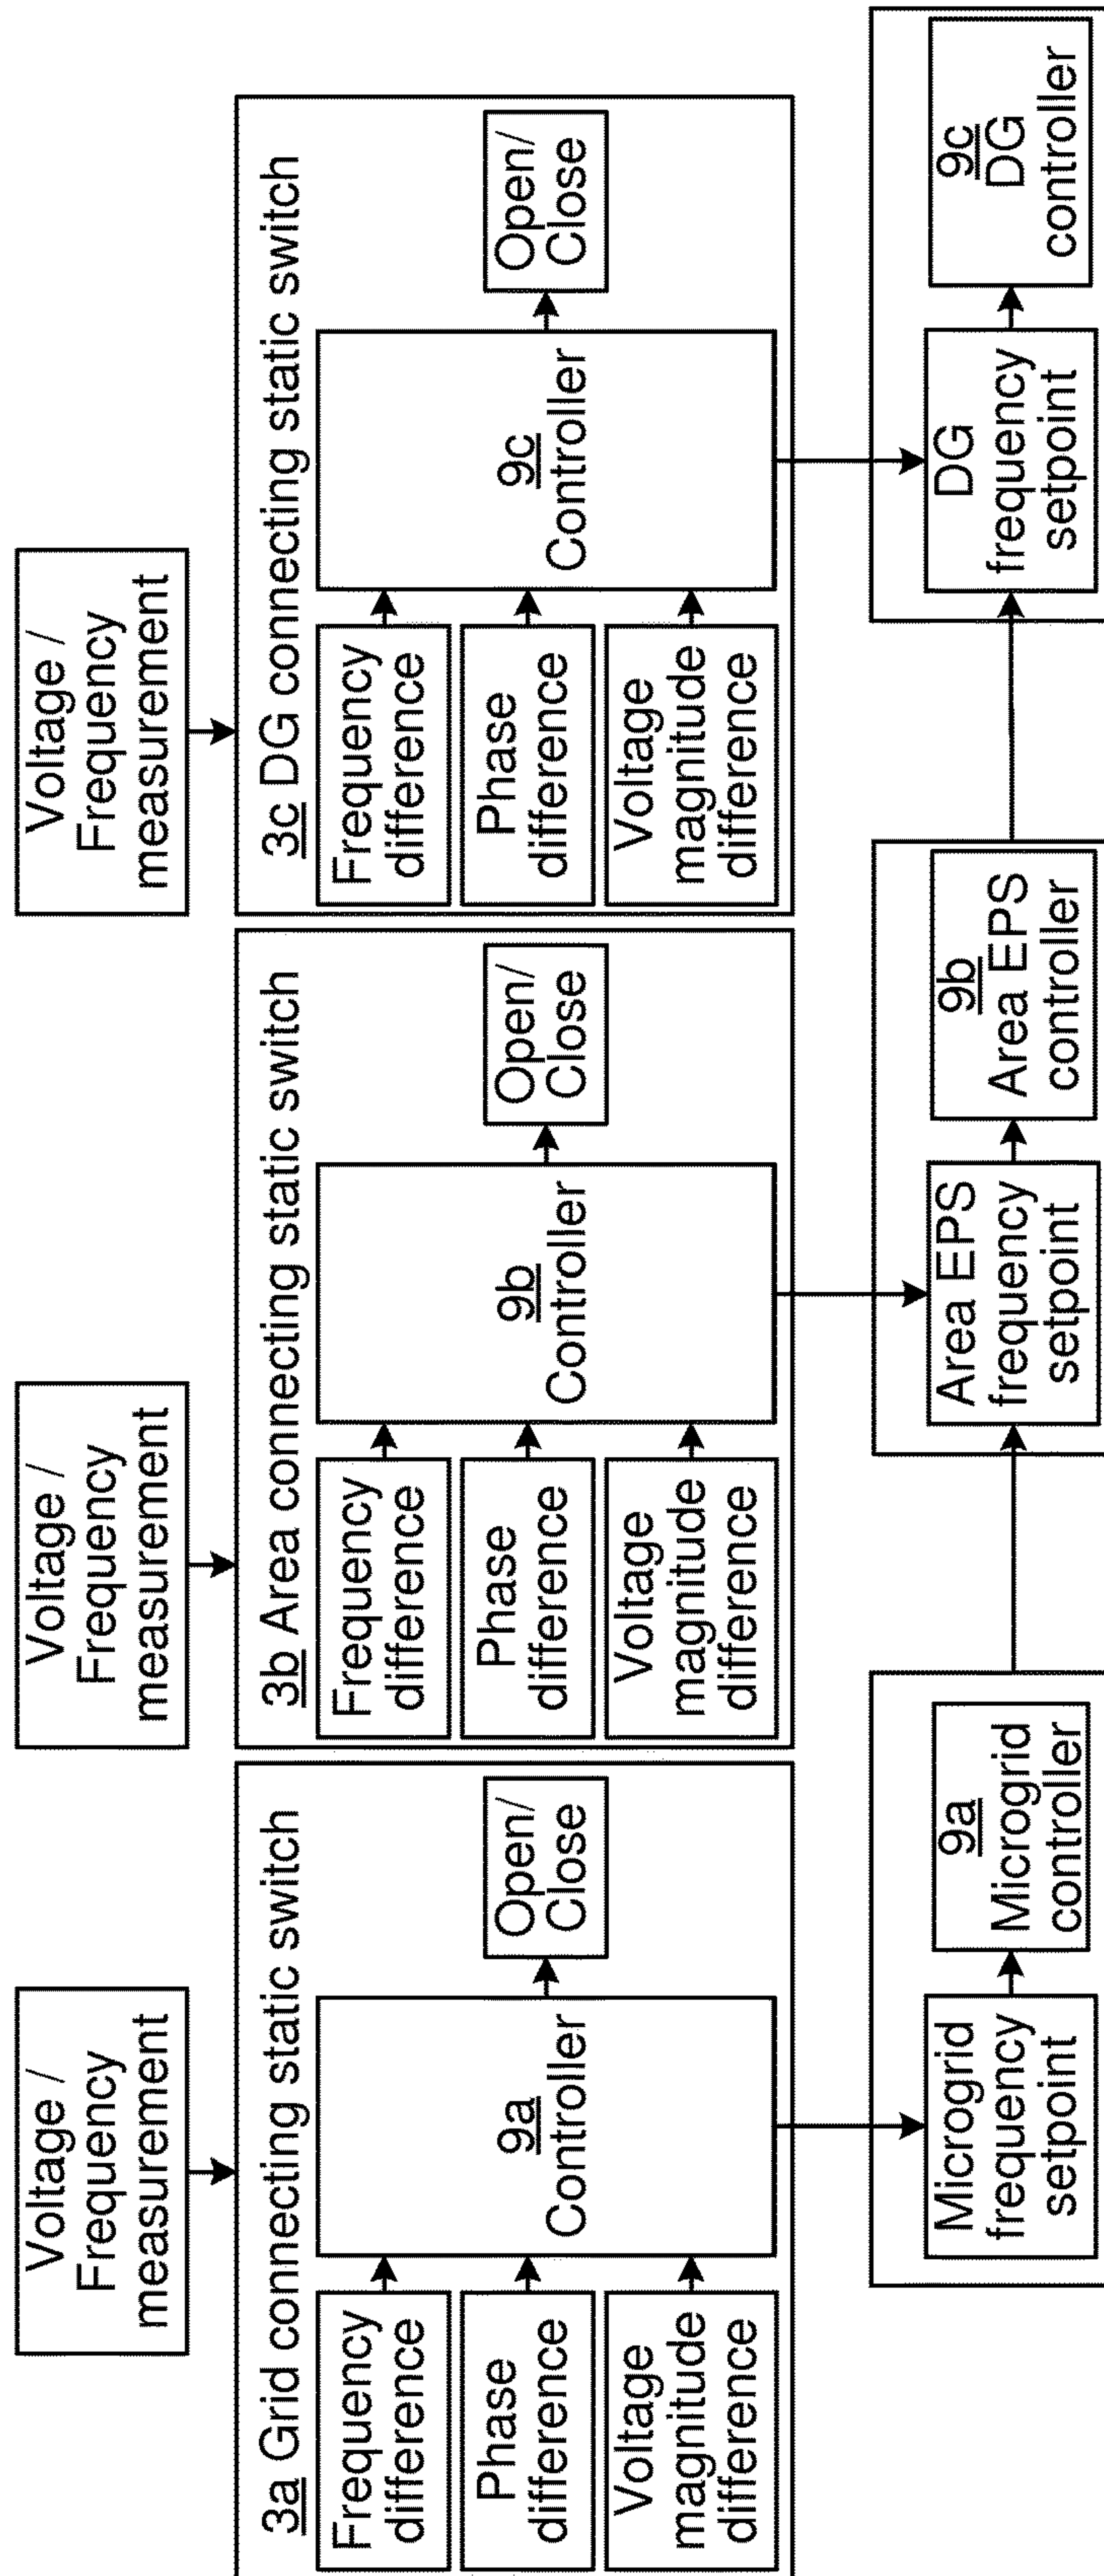 Voltage /
Frequency
measurement
3a Grid connecting static switch
Frequency
difference
Phase
difference
Voltage
magnitude
difference
9a
Controller
Open/
Close
Microgrid
frequency
setpoint
9a
Microgrid
controller
Voltage /
Frequency
measurement
3b Area connecting static switch
Frequency
difference
Phase
difference
Voltage
magnitude
difference
9b
Controller
Open/
Close
Area EPS
frequency
setpoint
9b
Area EPS
controller
Voltage /
Frequency
measurement
3c DG connecting static switch
Frequency
difference
Phase
difference
Voltage
magnitude
difference
9c
Controller
Open/
Close
DG
frequency
setpoint
9c
DG
controller